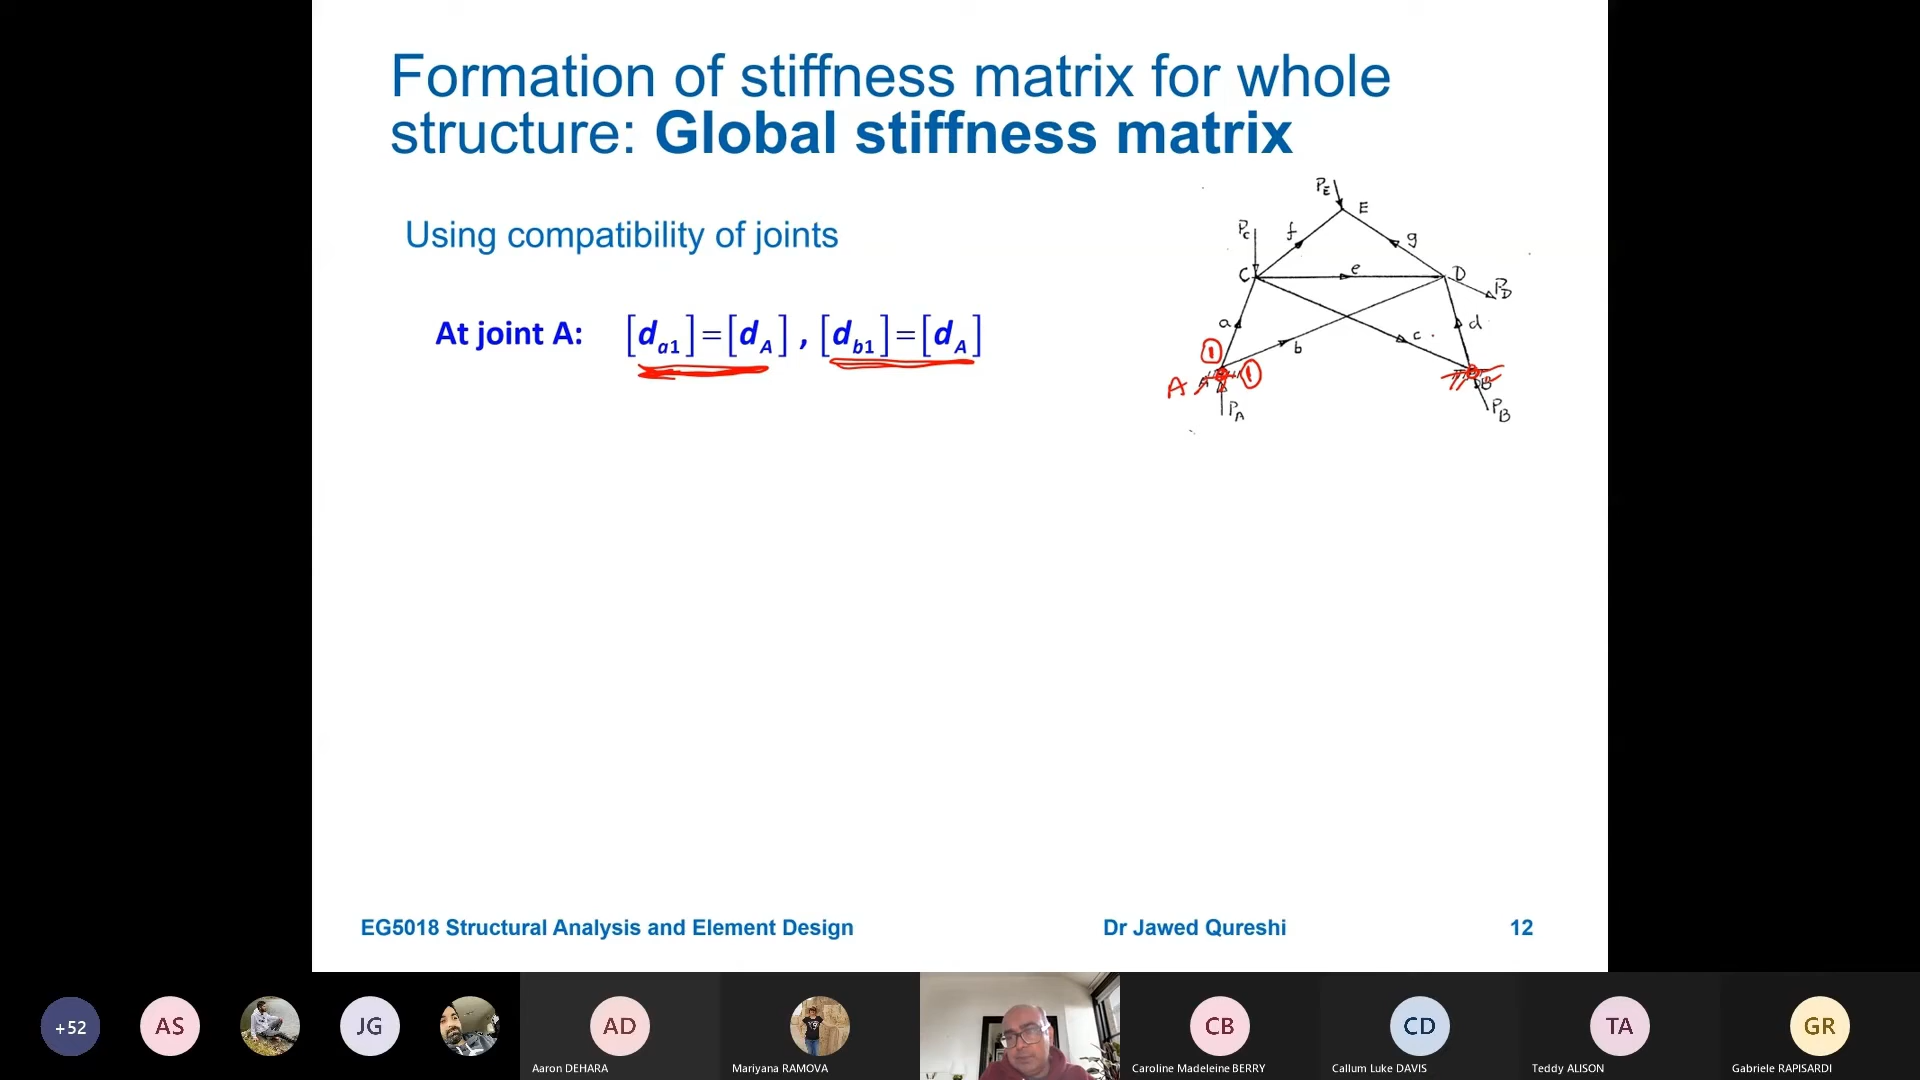 Formation of stiffness matrix for whole
structure: Global stiffness matrix
Using compatibility of joints
At joint A: [d_a1] = [d_A] , [d_b1] = [d_A]
P_E
E
P_C
f
g
C
e
D
P_D
a
d
c
b
1
A
1
B
P_A
P_B
EG5018 Structural Analysis and Element Design
Dr Jawed Qureshi
12
+52
AS
JG
AD
CB
CD
TA
GR
Aaron DEHARA
Mariyana RAMOVA
Caroline Madeleine BERRY
Callum Luke DAVIS
Teddy ALISON
Gabriele RAPISARDI